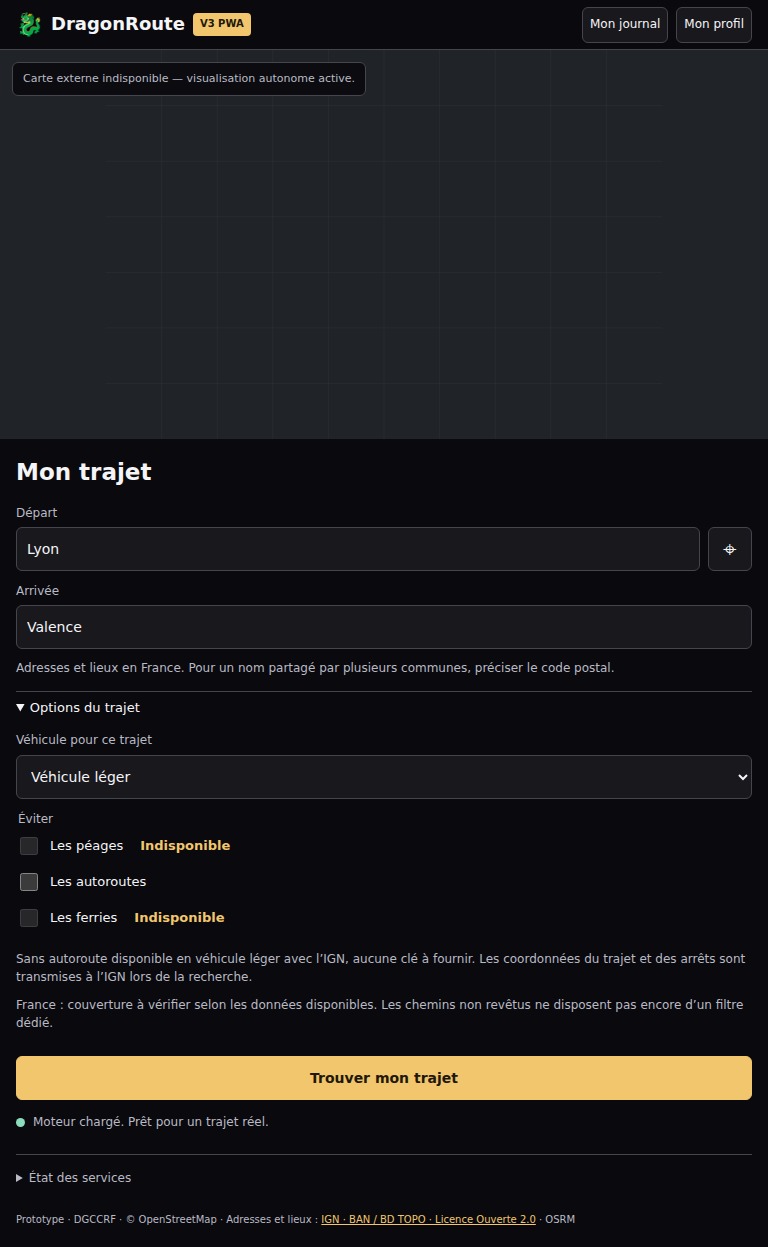 DragonRoute V3 PWA Mon journal Mon profil
Carte externe indisponible — visualisation autonome active.
Mon trajet
Départ
Lyon
Arrivée
Valence
Adresses et lieux en France. Pour un nom partagé par plusieurs communes, préciser le code postal.
Options du trajet
Véhicule pour ce trajet
Véhicule léger
Éviter
Les péages Indisponible
Les autoroutes
Les ferries Indisponible
Sans autoroute disponible en véhicule léger avec l’IGN, aucune clé à fournir. Les coordonnées du trajet et des arrêts sont
transmises à l’IGN lors de la recherche.
France : couverture à vérifier selon les données disponibles. Les chemins non revêtus ne disposent pas encore d’un filtre
dédié.
Trouver mon trajet
Moteur chargé. Prêt pour un trajet réel.
État des services
Prototype · DGCCRF · © OpenStreetMap · Adresses et lieux : IGN · BAN / BD TOPO · Licence Ouverte 2.0 · OSRM